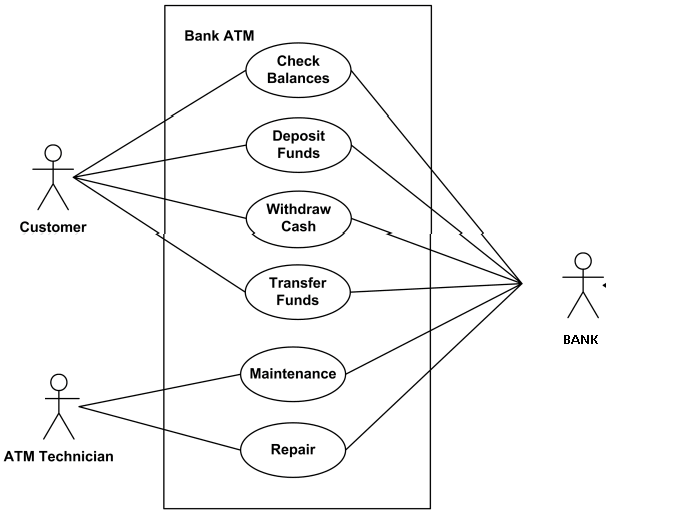 Bank ATM
Check
Balances
Deposit
Funds
Withdraw
Cash
Customer
Transfer
Funds
BANK
Maintenance
Repair
ATM Technician